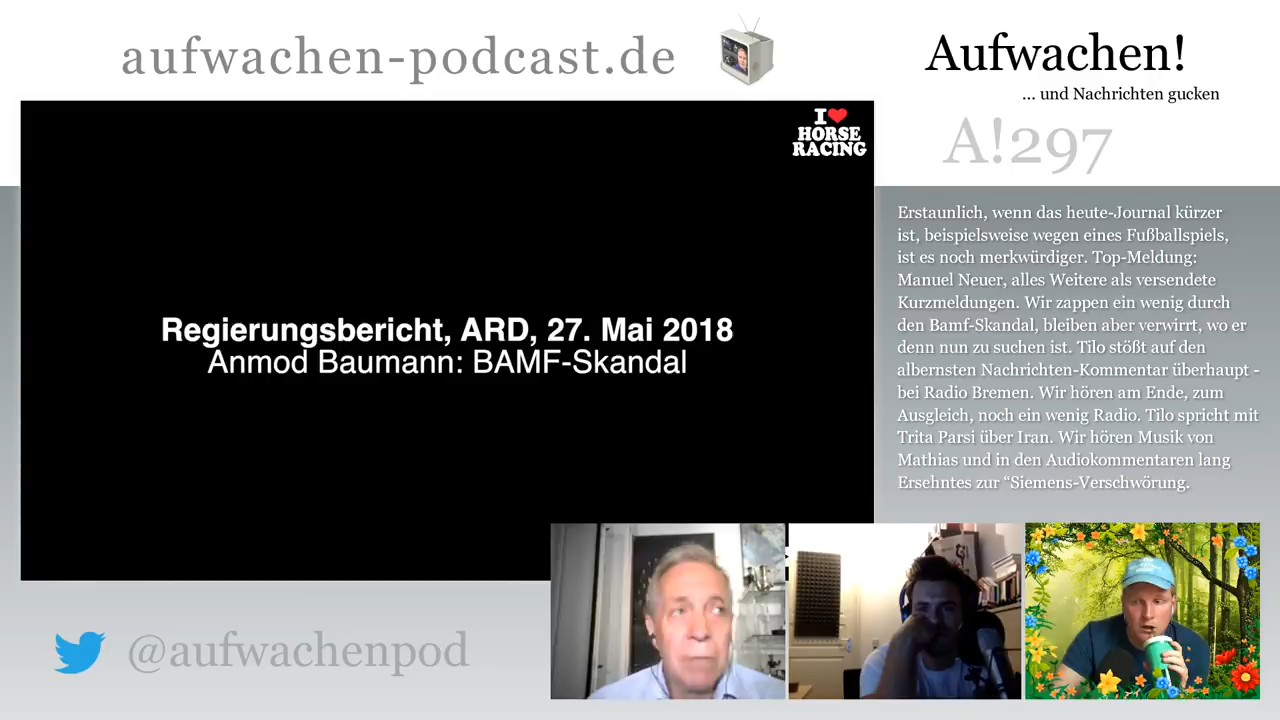 aufwachen-podcast.de
Aufwachen!
... und Nachrichten gucken
A!297
I
HORSE
RACING
Regierungsbericht, ARD, 27. Mai 2018
Anmod Baumann: BAMF-Skandal
Erstaunlich, wenn das heute-Journal kürzer
ist, beispielsweise wegen eines Fußballspiels,
ist es noch merkwürdiger. Top-Meldung:
Manuel Neuer, alles Weitere als versendete
Kurzmeldungen. Wir zappen ein wenig durch
den Bamf-Skandal, bleiben aber verwirrt, wo er
denn nun zu suchen ist. Tilo stößt auf den
albernsten Nachrichten-Kommentar überhaupt -
bei Radio Bremen. Wir hören am Ende, zum
Ausgleich, noch ein wenig Radio. Tilo spricht mit
Trita Parsi über Iran. Wir hören Musik von
Mathias und in den Audiokommentaren lang
Ersehntes zur “Siemens-Verschwörung.
@aufwachenpod